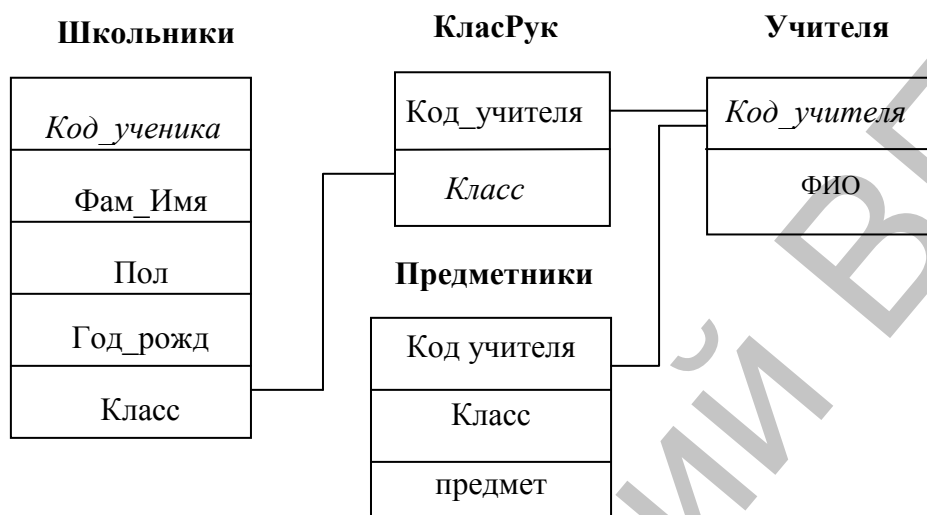 Школьники
Код_ученика
Фам_Имя
Пол
Год_рожд
Класс
КласРук
Код_учителя
Класс
Учителя
Код_учителя
ФИО
Предметники
Код учителя
Класс
предмет